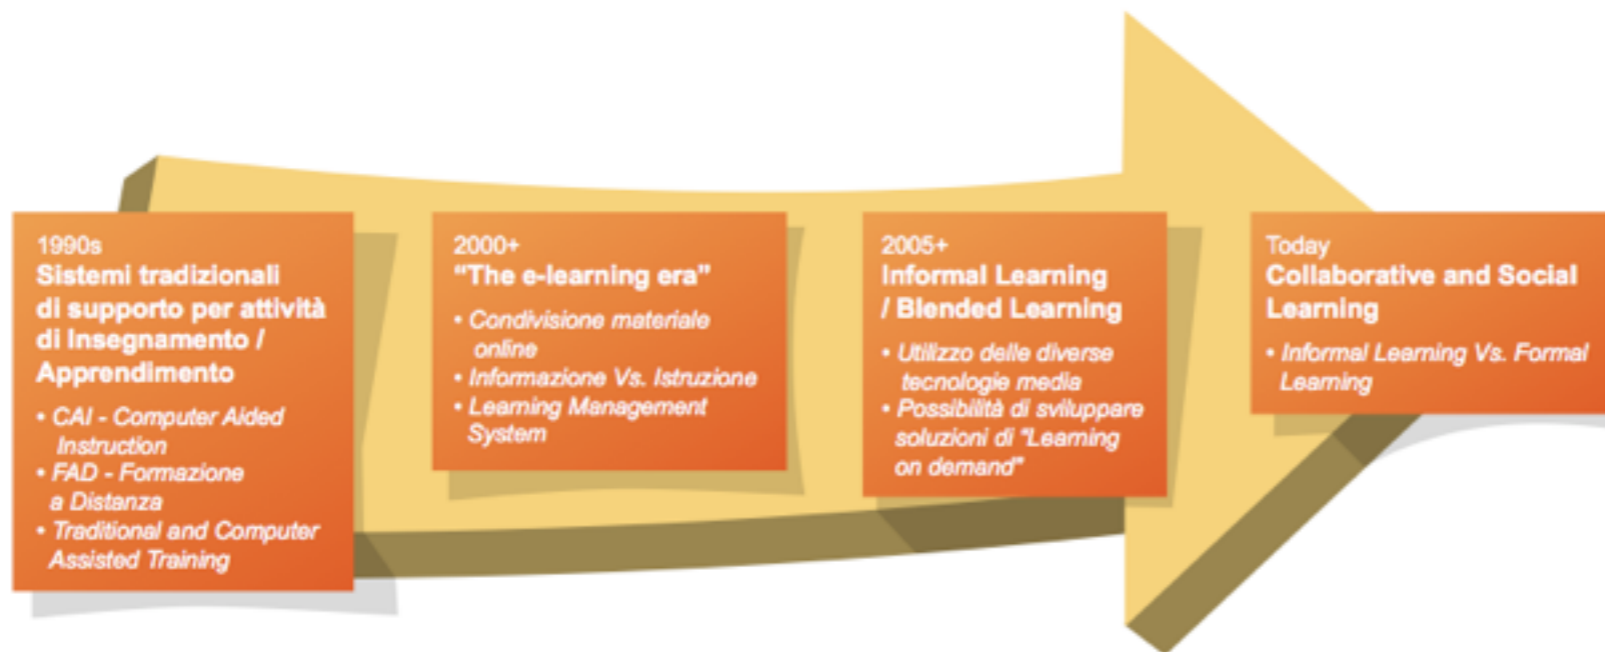 1990s
Sistemi tradizionali
di supporto per attività
di Insegnamento /
Apprendimento
• CAI - Computer Aided
Instruction
• FAD - Formazione
a Distanza
• Traditional and Computer
Assisted Training
2000+
“The e-learning era”
• Condivisione materiale
online
• Informazione Vs. Istruzione
• Learning Management
System
2005+
Informal Learning
/ Blended Learning
• Utilizzo delle diverse
tecnologie media
• Possibilità di sviluppare
soluzioni di "Learning
on demand"
Today
Collaborative and Social
Learning
• Informal Learning Vs. Formal
Learning